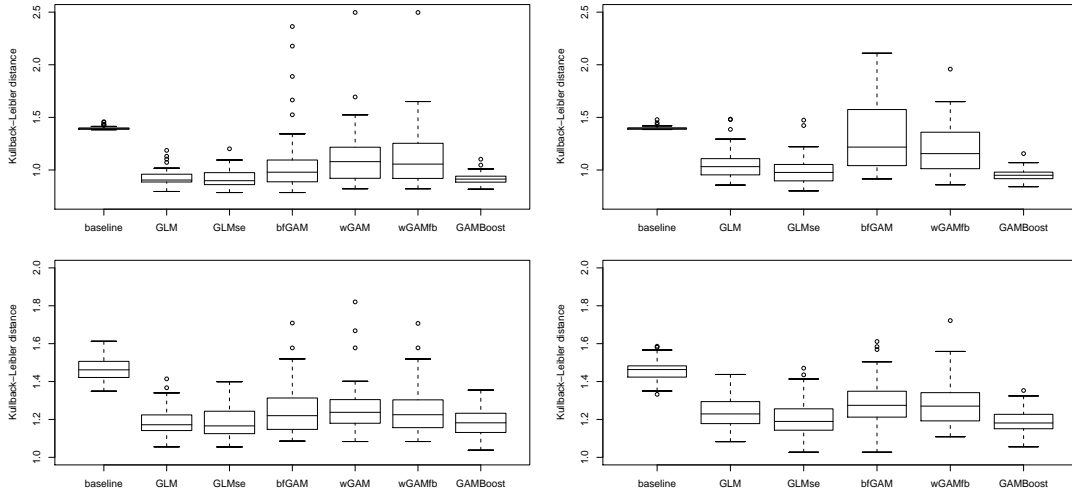 Kullback−Leibler distance
2.5
2.0
1.5
1.0
baseline GLM GLMse bfGAM wGAM wGAMfb GAMBoost
Kullback−Leibler distance
2.5
2.0
1.5
1.0
baseline GLM GLMse bfGAM wGAMfb GAMBoost
Kullback−Leibler distance
2.0
1.8
1.6
1.4
1.2
1.0
baseline GLM GLMse bfGAM wGAM wGAMfb GAMBoost
Kullback−Leibler distance
2.0
1.8
1.6
1.4
1.2
1.0
baseline GLM GLMse bfGAM wGAMfb GAMBoost